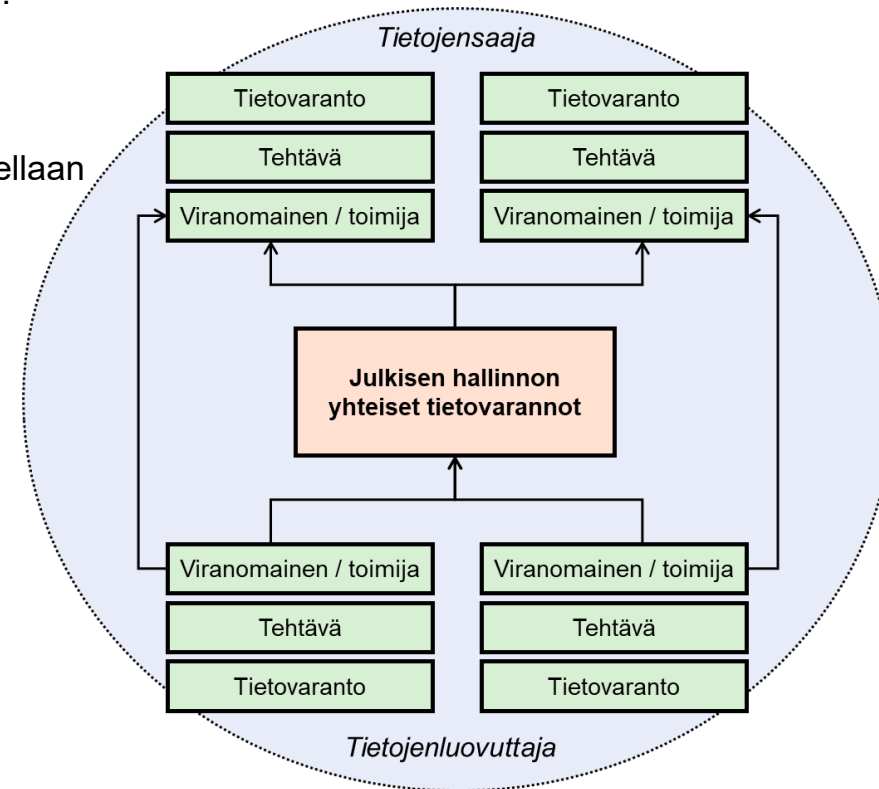 .
Tietojensaaja
Tietovaranto
Tietovaranto
Tehtävä
Tehtävä
ellaan
Viranomainen / toimija
Viranomainen / toimija
Julkisen hallinnon
yhteiset tietovarannot
Viranomainen / toimija
Viranomainen / toimija
Tehtävä
Tehtävä
Tietovaranto
Tietovaranto
Tietojenluovuttaja